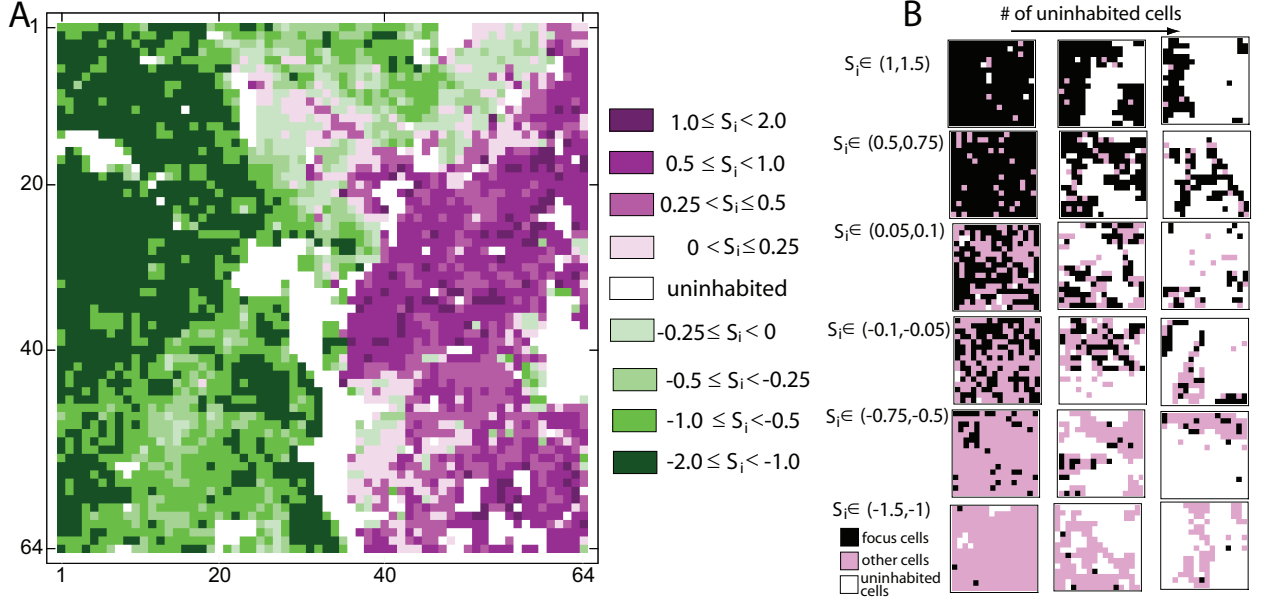 A
1
20
40
64
1
20
40
64
1.0 ≤ Si < 2.0
0.5 ≤ Si < 1.0
0.25 < Si ≤ 0.5
0 < Si ≤ 0.25
uninhabited
-0.25 ≤ Si < 0
-0.5 ≤ Si < -0.25
-1.0 ≤ Si < -0.5
-2.0 ≤ Si < -1.0
B
# of uninhabited cells
Si ∈ (1,1.5)
Si ∈ (0.5,0.75)
Si ∈ (0.05,0.1)
Si ∈ (-0.1,-0.05)
Si ∈ (-0.75,-0.5)
Si ∈ (-1.5,-1)
focus cells
other cells
uninhabited
cells